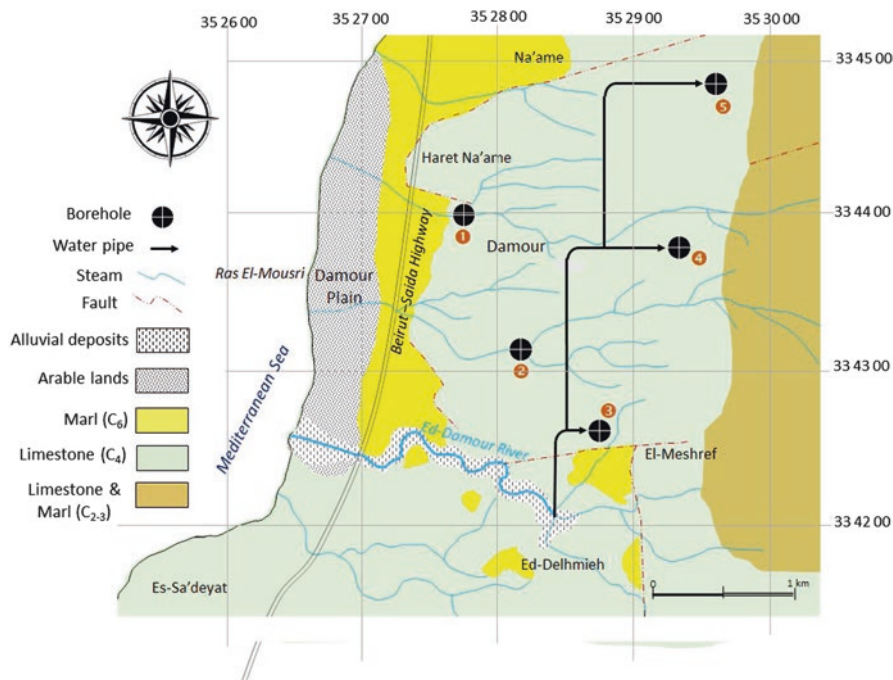 35 26 00
35 27 00
35 28 00
35 29 00
35 30 00
Na'ame
33 45 00
5
Haret Na'ame
Borehole
Water pipe
Steam
Fault
Alluvial deposits
Arable lands
Marl (C6)
Limestone (C4)
Limestone &
Marl (C2-3)
33 44 00
1
Damour
4
Ras El-Mousri
Damour
Plain
Beirut-Saida Highway
Mediterranean Sea
2
33 43 00
3
Ed-Damour River
El-Meshref
33 42 00
Ed-Delhmieh
Es-Sa'deyat
0
1 km